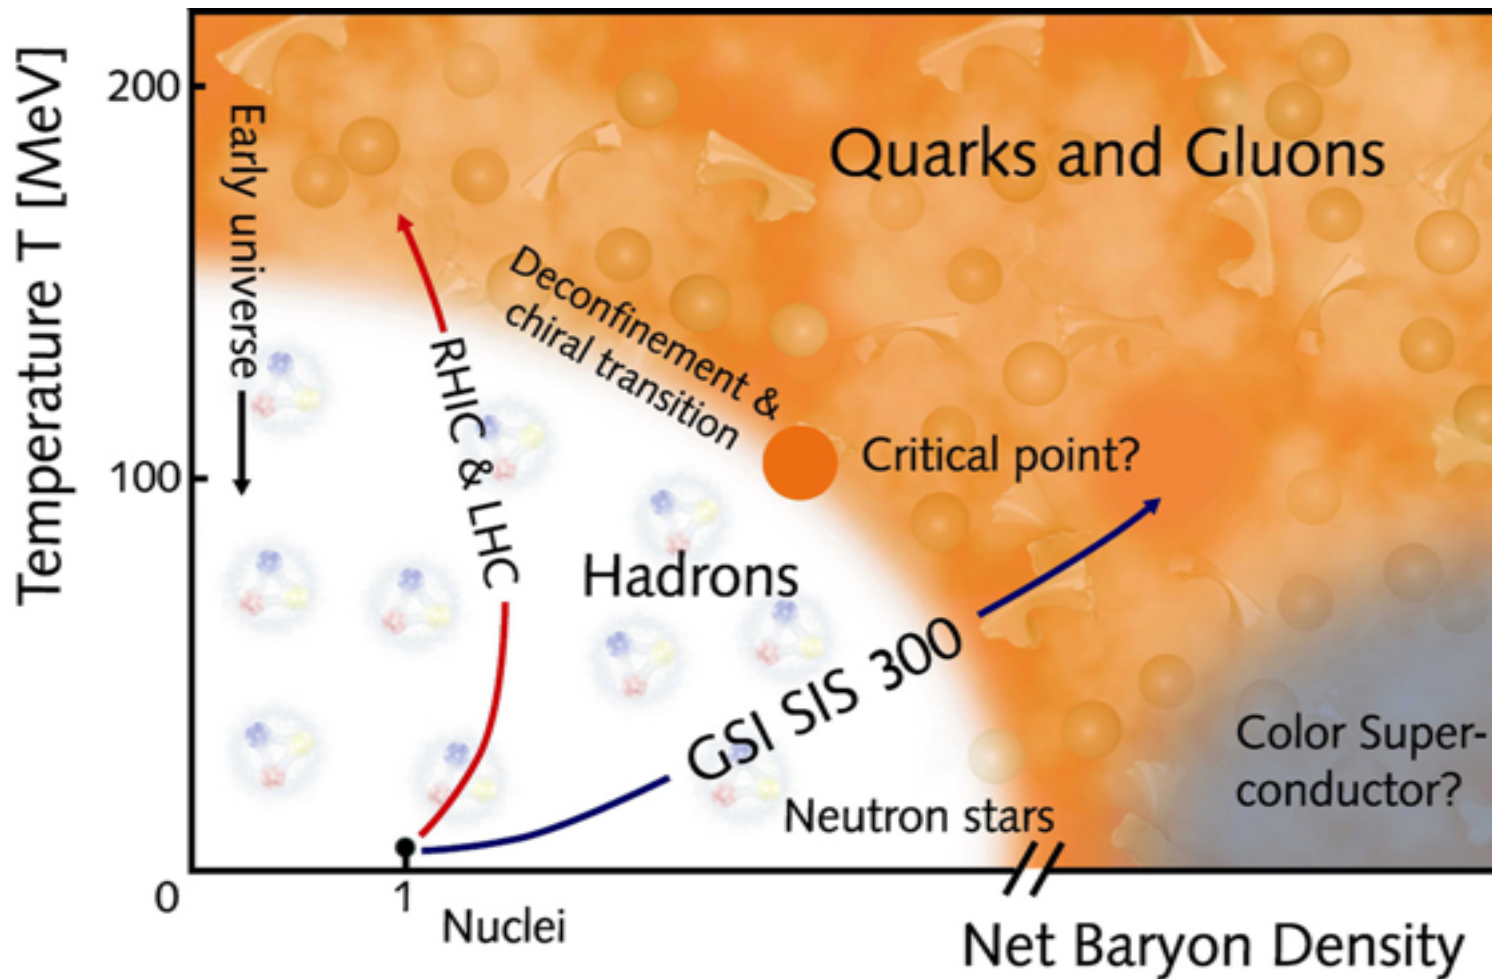 Temperature T [MeV]
200
100
0
Early universe
Quarks and Gluons
Deconfinement &
chiral transition
RHIC & LHC
Critical point?
Hadrons
GSI SIS 300
Color Super-
conductor?
Neutron stars
1
Nuclei
Net Baryon Density